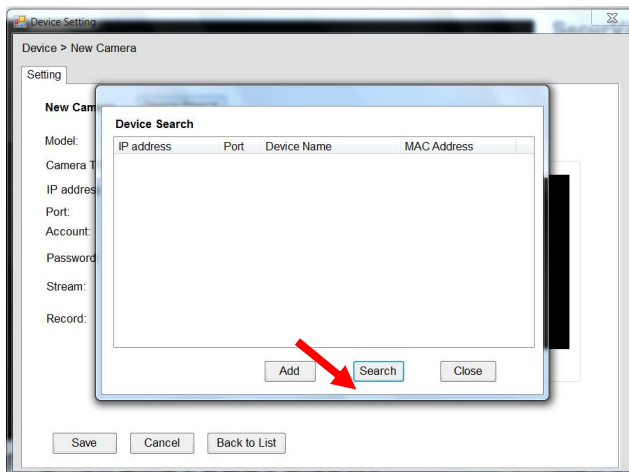 Device Setting
Device > New Camera
Setting
New Cam
Device Search
Model:
IP address Port Device Name MAC Address
Camera T
IP addres
Port:
Account:
Password
Stream:
Record:
Add Search Close
Save Cancel Back to List